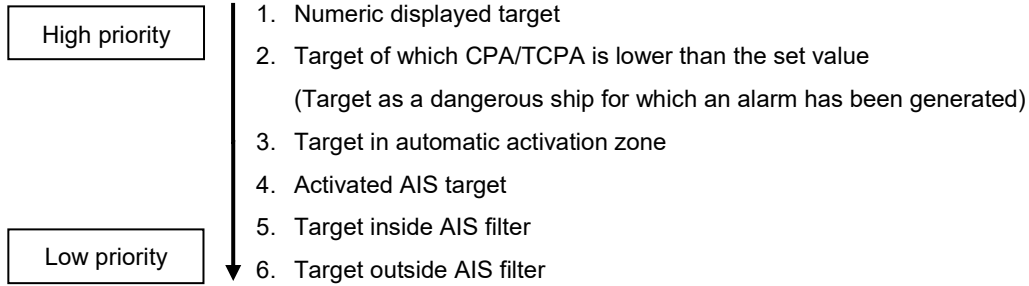 High priority
1. Numeric displayed target
2. Target of which CPA/TCPA is lower than the set value
(Target as a dangerous ship for which an alarm has been generated)
3. Target in automatic activation zone
4. Activated AIS target
5. Target inside AIS filter
Low priority
6. Target outside AIS filter